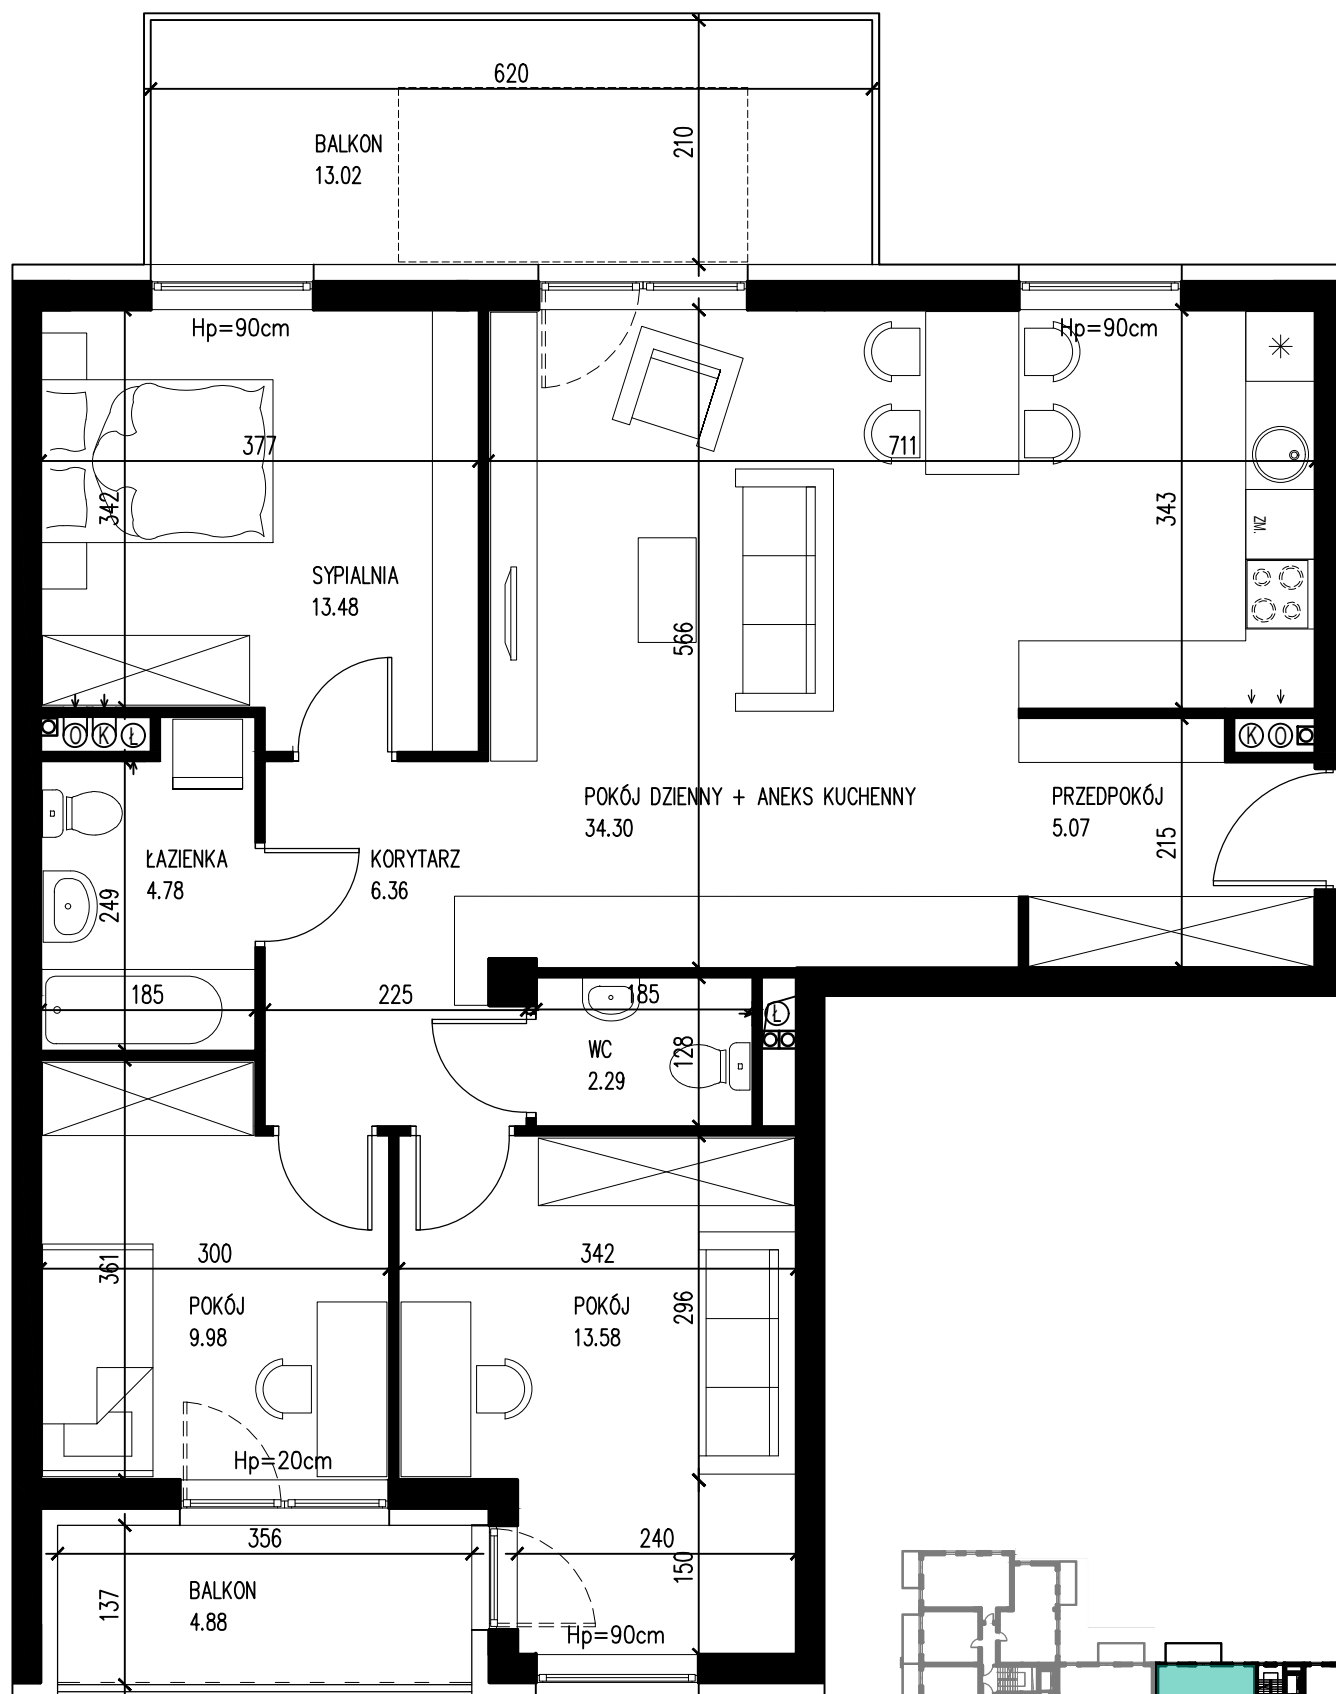 620
BALKON
13.02
210
Hp=90cm
Hp=90cm
377
711
342
343
ZM.
SYPIALNIA
13.48
566
O K Ł
K O
POKÓJ DZIENNY + ANEKS KUCHENNY
34.30
PRZEDPOKÓJ
5.07
215
ŁAZIENKA
4.78
KORYTARZ
6.36
249
185
225
185
Ł
WC
2.29
128
300
342
361
296
POKÓJ
9.98
POKÓJ
13.58
Hp=20cm
356
240
150
BALKON
4.88
137
Hp=90cm